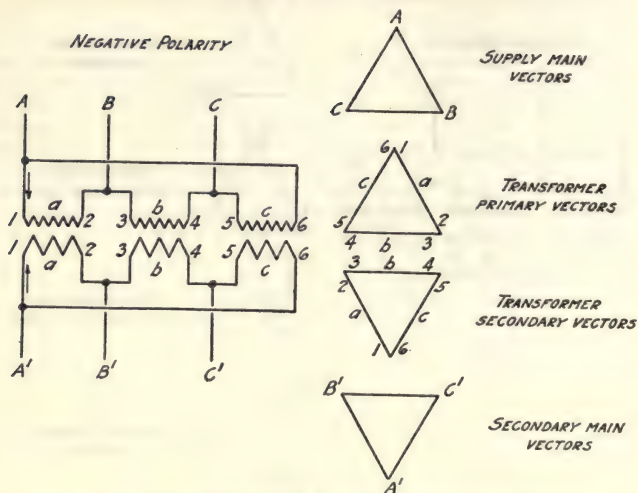 NEGATIVE POLARITY
A
B
C
a
b
c
1
2
3
4
5
6
1
2
3
4
5
6
a
b
c
A'
B'
C'
A
C
B
SUPPLY MAIN
VECTORS
6
1
c
a
5
2
4
b
3
TRANSFORMER
PRIMARY VECTORS
3
b
4
2
5
a
c
1
6
TRANSFORMER
SECONDARY VECTORS
B'
C'
A'
SECONDARY MAIN
VECTORS